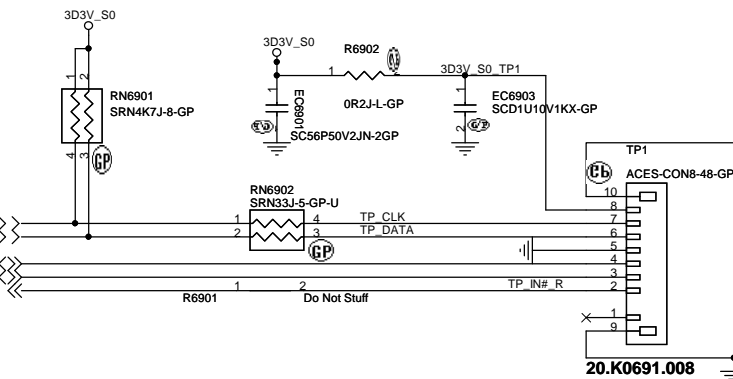 3D3V_S0
1
2
RN6901
SRN4K7J-8-GP
4
3
GP
3D3V_S0
R6902
1
0R2J-L-GP
3D3V_S0_TP1
1
EC6901
SC56P50V2JN-2GP
1
2
EC6903
SCD1U10V1KX-GP
RN6902
SRN33J-5-GP-U
1
2
4
3
GP
TP_CLK
TP_DATA
R6901
1
2
Do Not Stuff
TP_IN#_R
TP1
ACES-CON8-48-GP
10
8
7
6
5
4
3
2
1
9
20.K0691.008